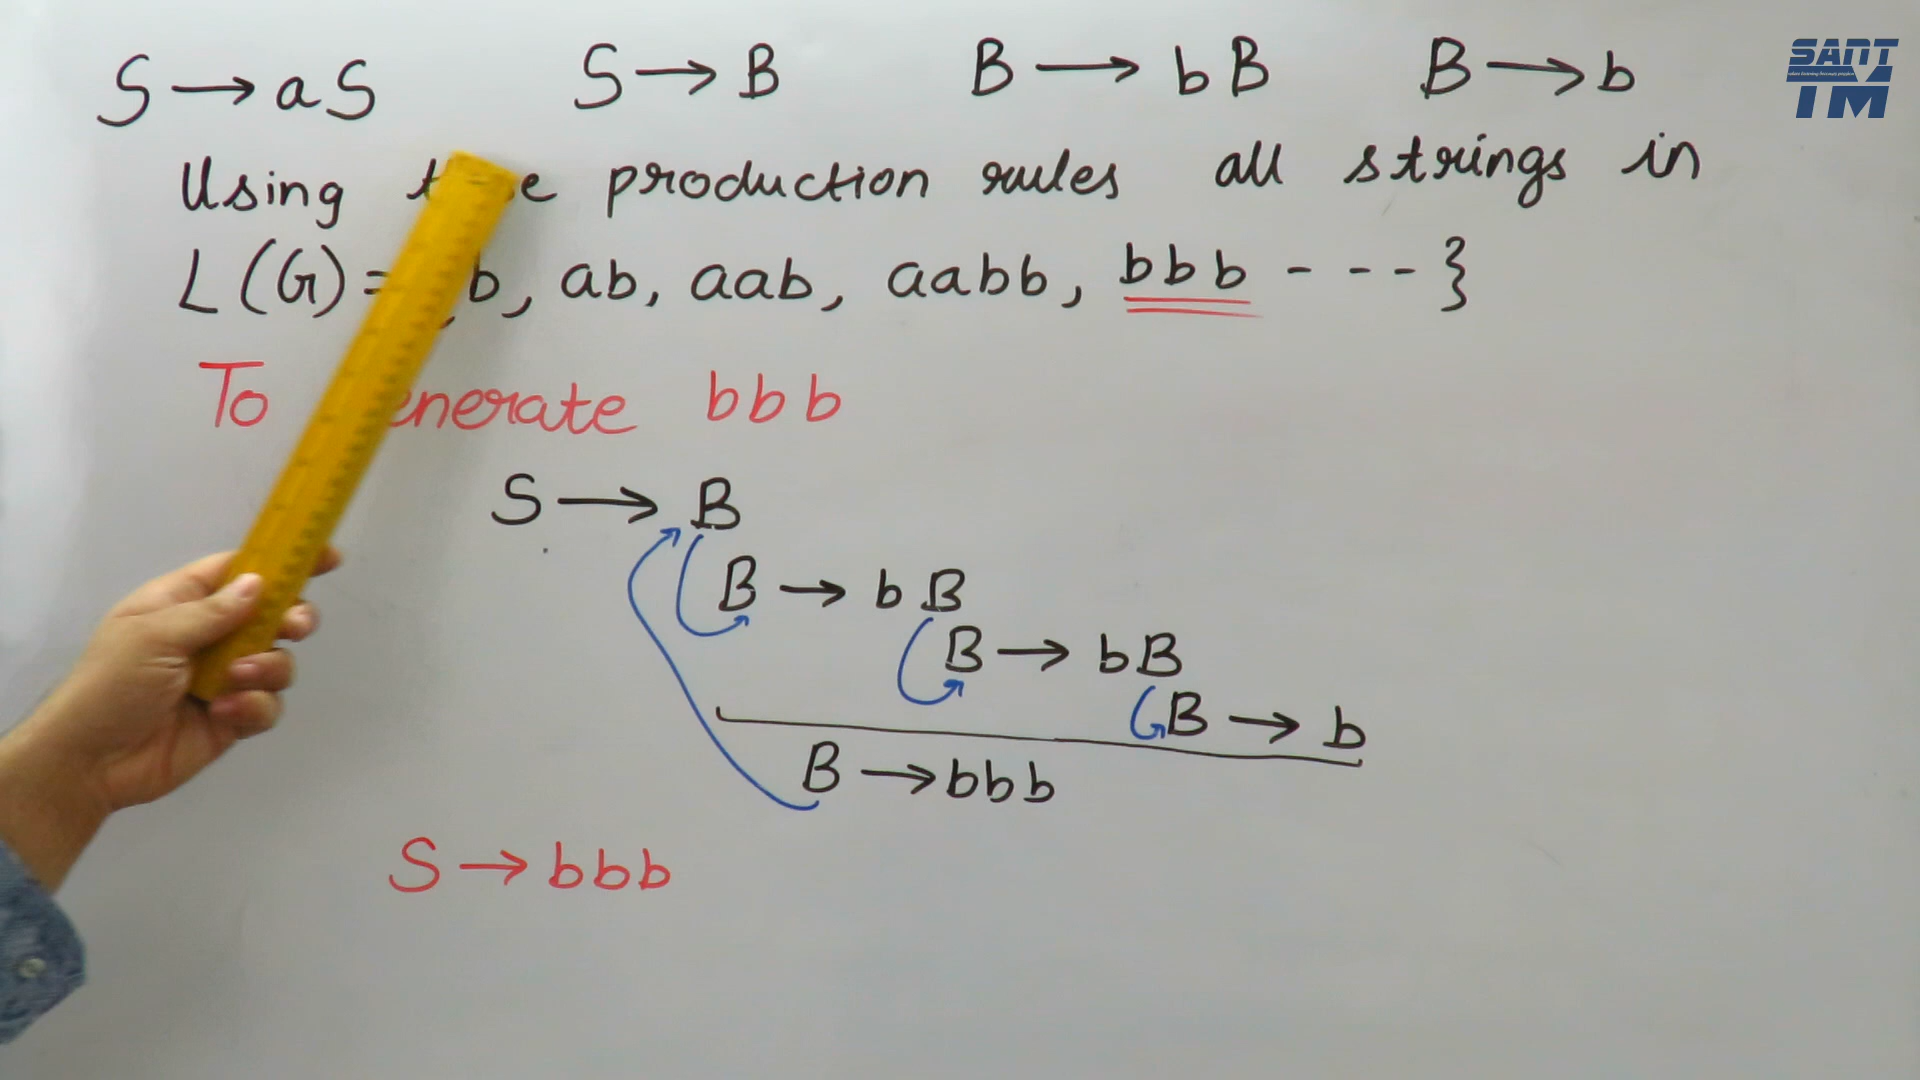 S → aS S → B B → bB B → b
SANT
TM
Using production rules all strings in
L(G) = b, ab, aab, aabb, bbb - - - - }
To bbb
S → B
B → bB
B → bB
B → b
B → bbb
S → bbb